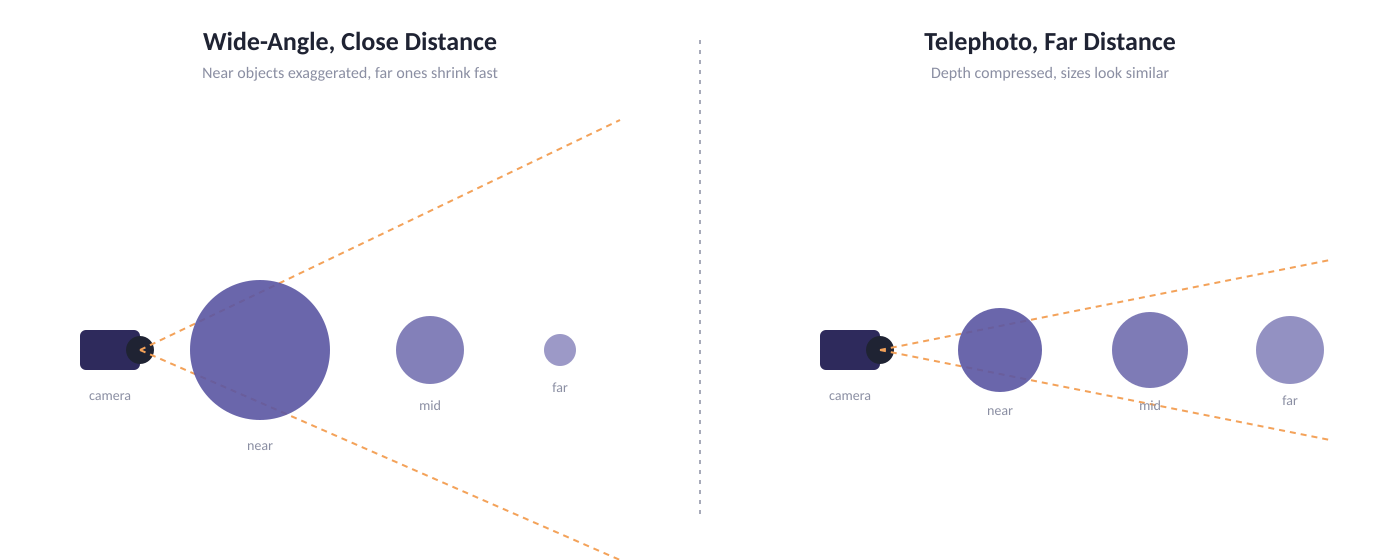 Wide-Angle, Close Distance
Near objects exaggerated, far ones shrink fast
camera
near
mid
far
Telephoto, Far Distance
Depth compressed, sizes look similar
camera
near
mid
far